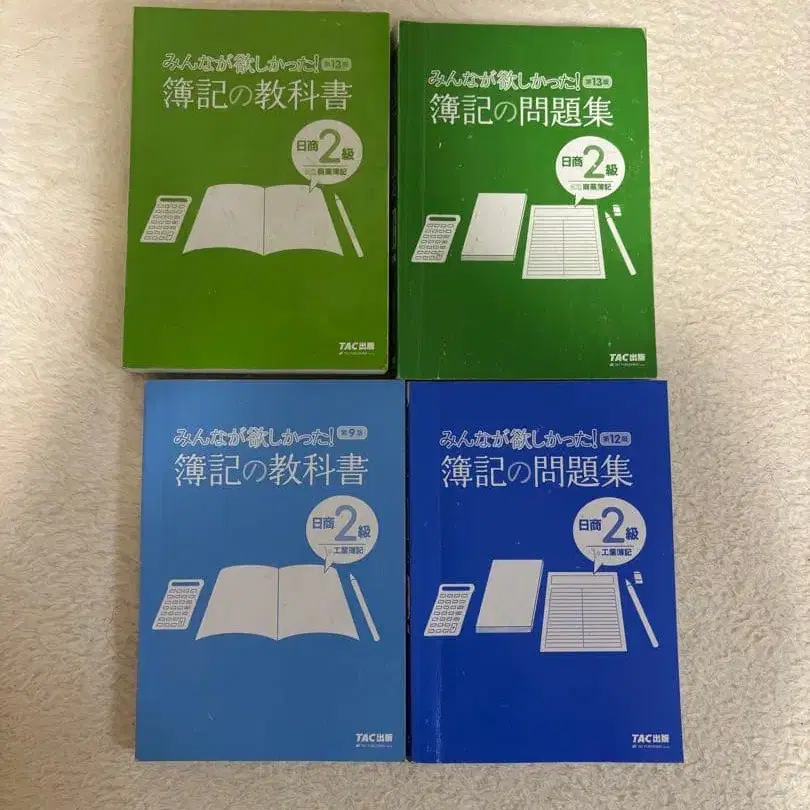 みんなが欲しかった! 第13版
簿記の教科書
日商2級
商業簿記
TAC出版
みんなが欲しかった! 第13版
簿記の問題集
日商2級
商業簿記
TAC出版
みんなが欲しかった! 第9版
簿記の教科書
日商2級
工業簿記
TAC出版
みんなが欲しかった! 第12版
簿記の問題集
日商2級
工業簿記
TAC出版